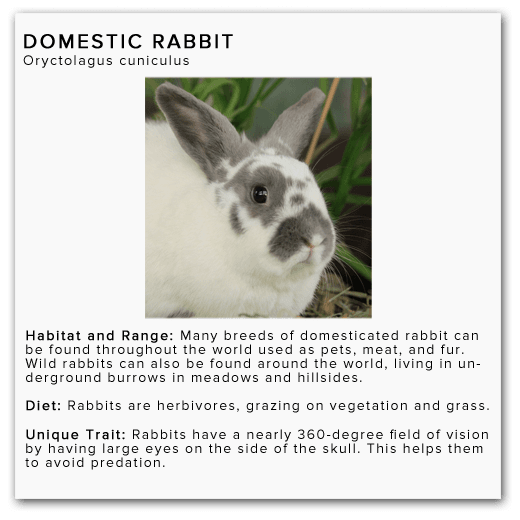 DOMESTIC RABBIT
Oryctolagus cuniculus
Habitat and Range: Many breeds of domesticated rabbit can
be found throughout the world used as pets, meat, and fur.
Wild rabbits can also be found around the world, living in un-
derground burrows in meadows and hillsides.
Diet: Rabbits are herbivores, grazing on vegetation and grass.
Unique Trait: Rabbits have a nearly 360-degree field of vision
by having large eyes on the side of the skull. This helps them
to avoid predation.